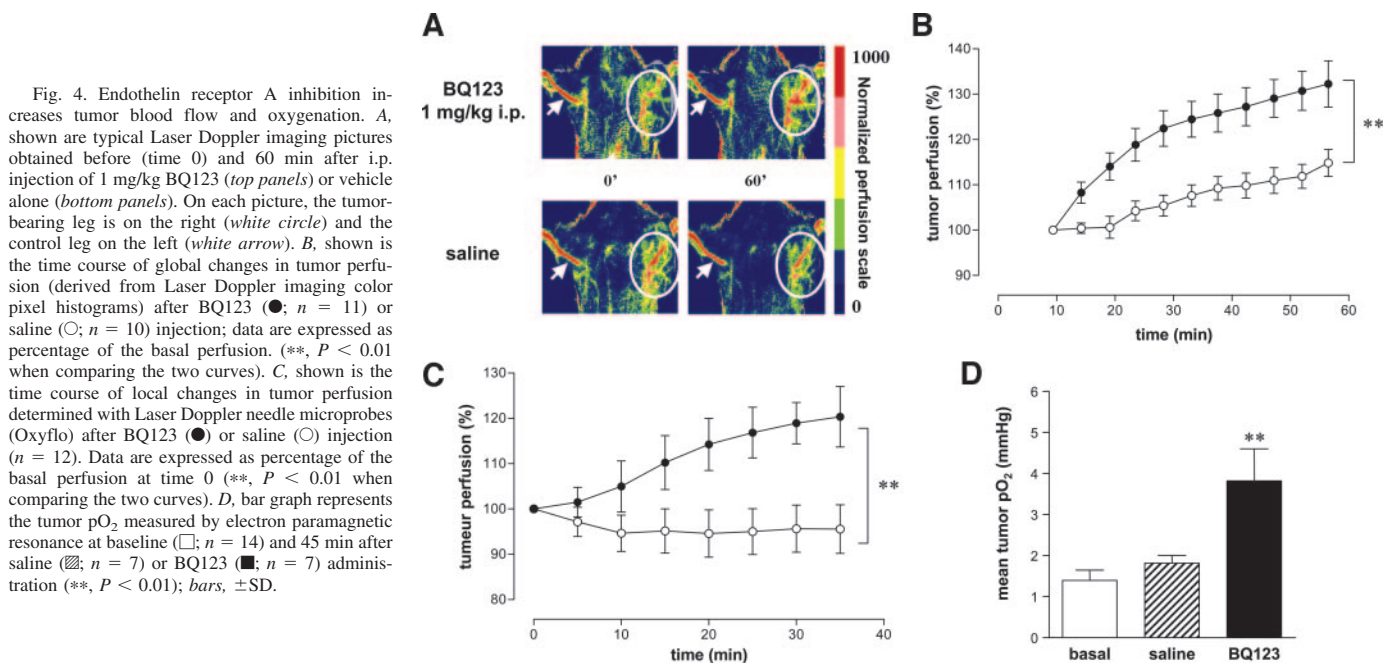 Fig. 4. Endothelin receptor A inhibition in-
creases tumor blood flow and oxygenation. A,
shown are typical Laser Doppler imaging pictures
obtained before (time 0) and 60 min after i.p.
injection of 1 mg/kg BQ123 (top panels) or vehicle
alone (bottom panels). On each picture, the tumor-
bearing leg is on the right (white circle) and the
control leg on the left (white arrow). B, shown is
the time course of global changes in tumor perfu-
sion (derived from Laser Doppler imaging color
pixel histograms) after BQ123 (●; n = 11) or
saline (○; n = 10) injection; data are expressed as
percentage of the basal perfusion. (**, P < 0.01
when comparing the two curves). C, shown is the
time course of local changes in tumor perfusion
determined with Laser Doppler needle microprobes
(Oxyflo) after BQ123 (●) or saline (○) injection
(n = 12). Data are expressed as percentage of the
basal perfusion at time 0 (**, P < 0.01 when
comparing the two curves). D, bar graph represents
the tumor pO₂ measured by electron paramagnetic
resonance at baseline (□; n = 14) and 45 min after
saline (▨; n = 7) or BQ123 (■; n = 7) adminis-
tration (**, P < 0.01); bars, ±SD.
A
BQ123
1 mg/kg i.p.
0'
60'
saline
1000
Normalized perfusion scale
0
B
tumor perfusion (%)
140
130
120
110
100
90
0 10 20 30 40 50 60
time (min)
**
C
tumeur perfusion (%)
130
120
110
100
90
80
0 10 20 30 40
time (min)
**
D
mean tumor pO₂ (mmHg)
6
5
4
3
2
1
0
**
basal saline BQ123